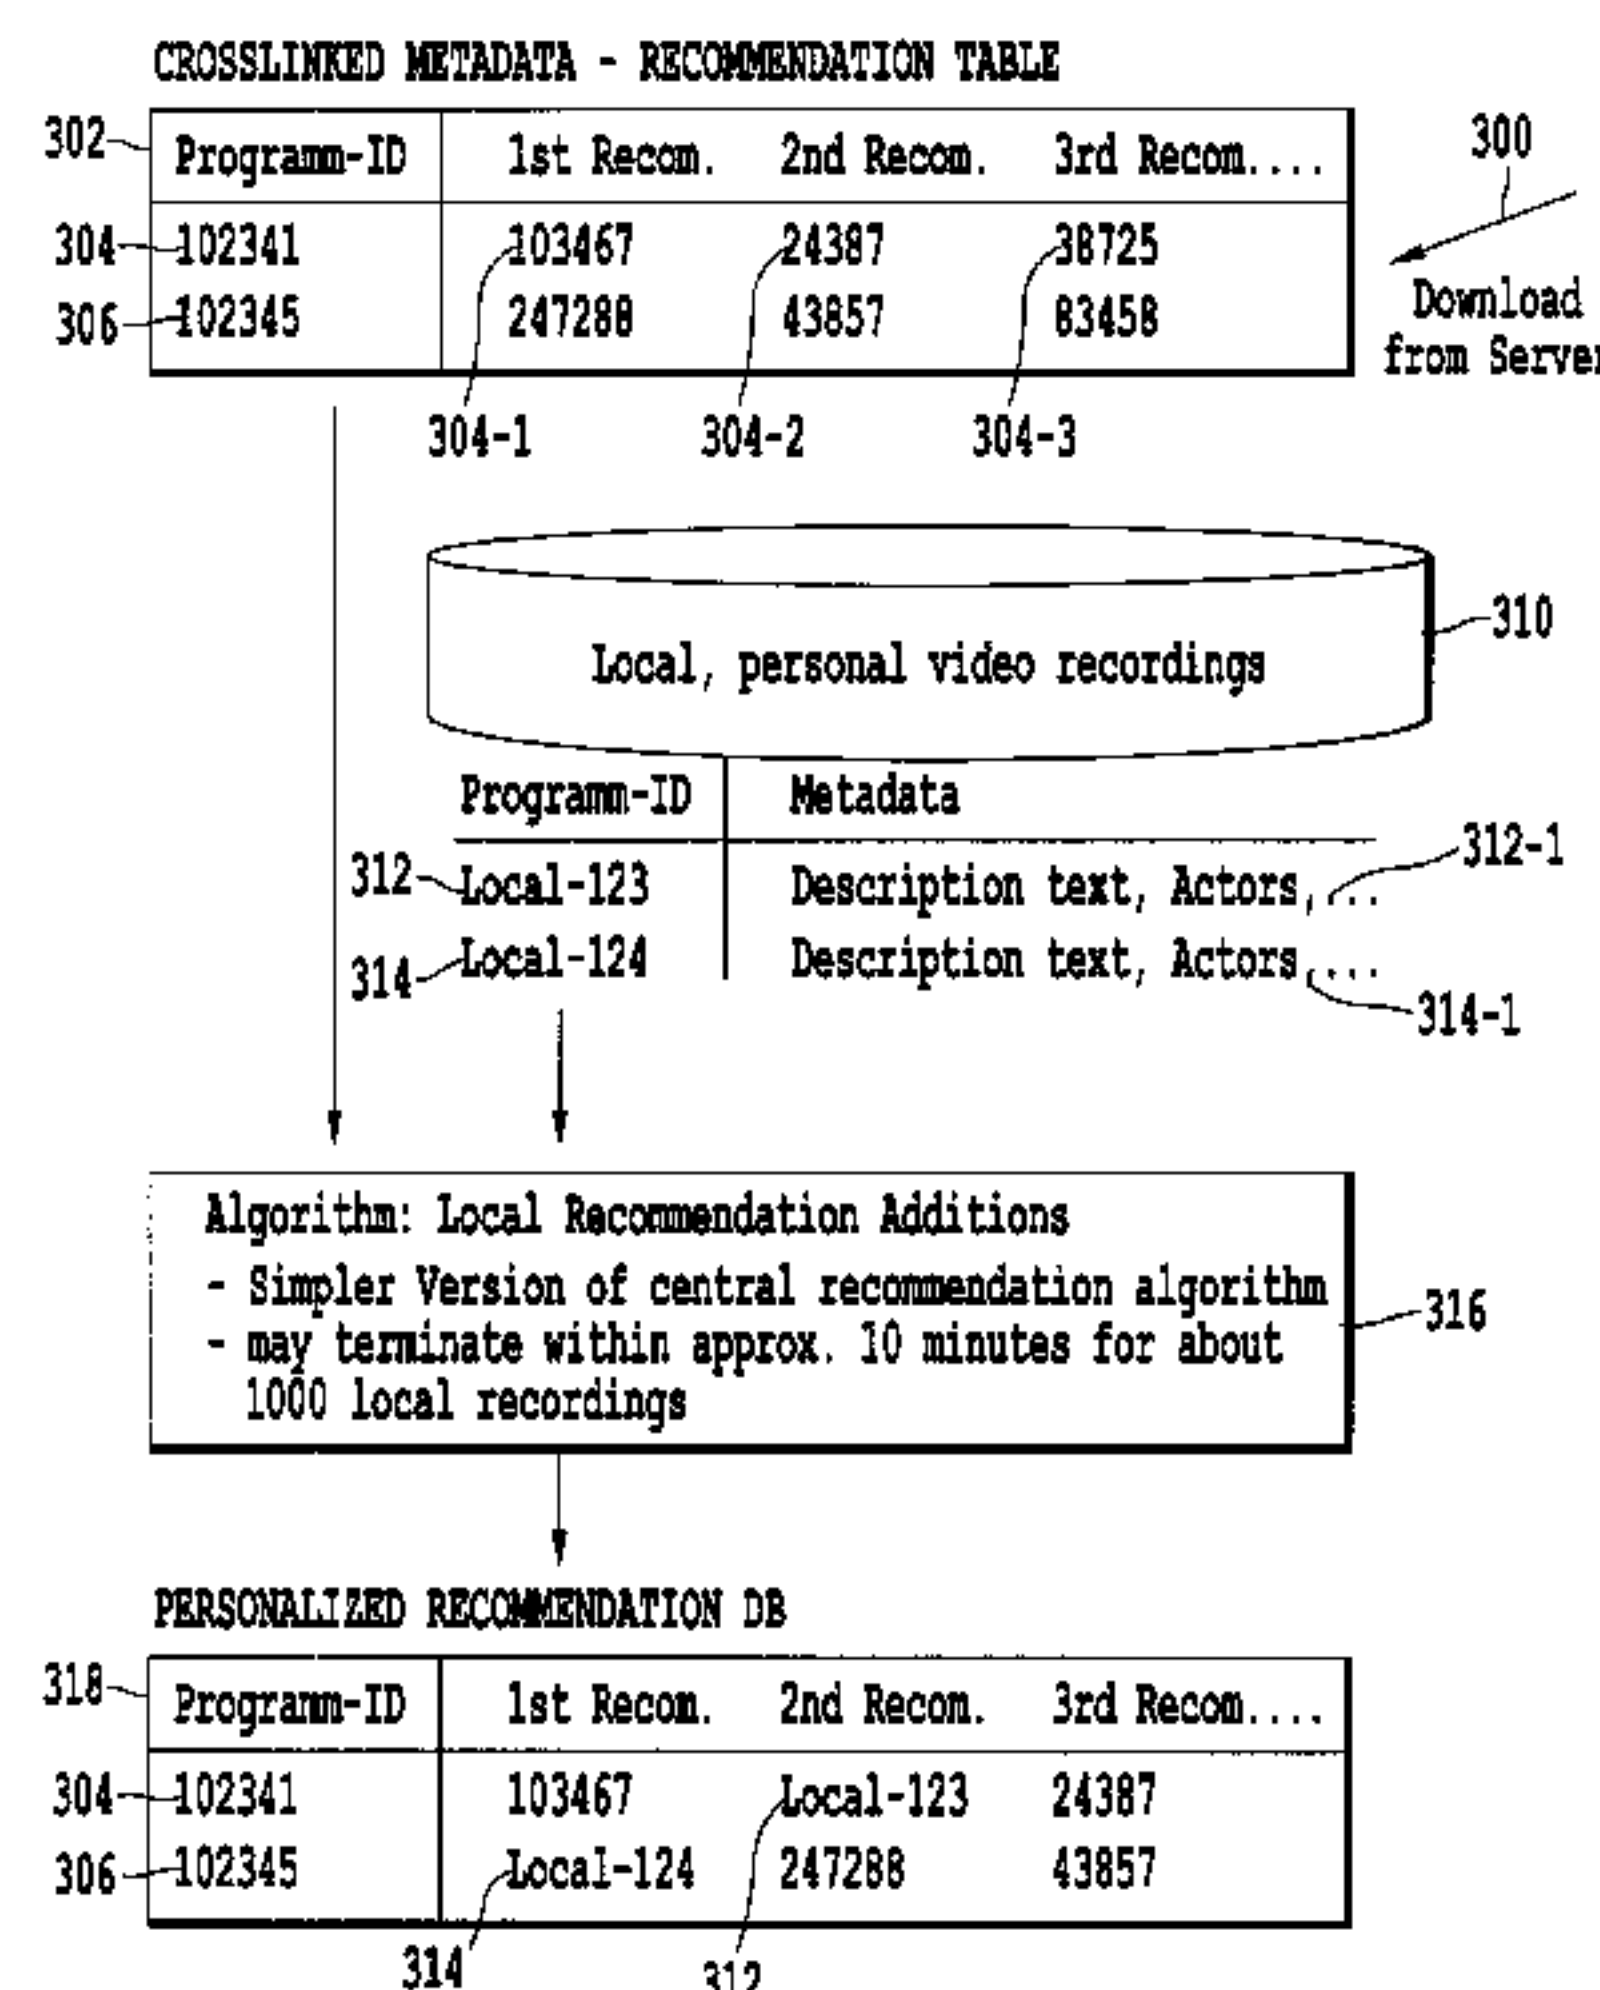 CROSSLINKED METADATA - RECOMMENDATION TABLE
302 Programm-ID 1st Recom. 2nd Recom. 3rd Recom.... 300
304 102341 103467 24387 38725
306 102345 247288 43857 83458
Download
from Server
304-1 304-2 304-3
Local, personal video recordings 310
Programm-ID Metadata
312 Local-123 Description text, Actors,... 312-1
314 Local-124 Description text, Actors,... 314-1
Algorithm: Local Recommendation Additions
- Simpler Version of central recommendation algorithm
- may terminate within approx. 10 minutes for about
1000 local recordings
316
PERSONALIZED RECOMMENDATION DB
318 Programm-ID 1st Recom. 2nd Recom. 3rd Recom....
304 102341 103467 Local-123 24387
306 102345 Local-124 247288 43857
314 312